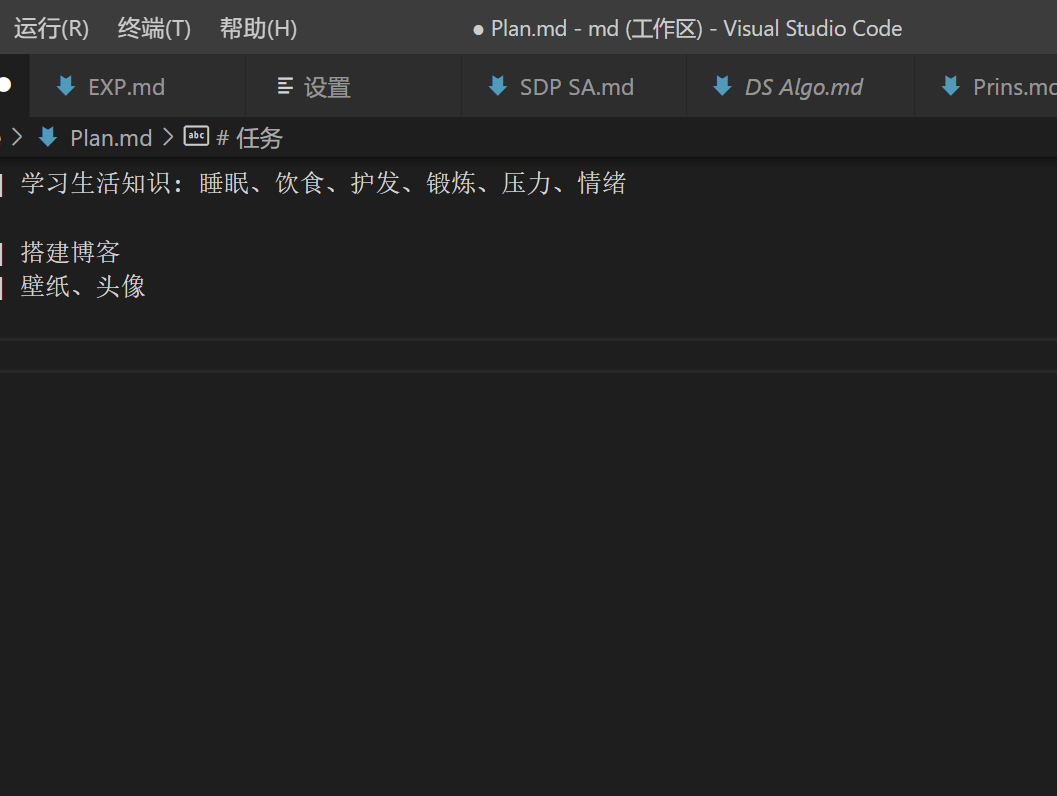 运行(R) 终端(T) 帮助(H) ● Plan.md - md (工作区) - Visual Studio Code
EXP.md 设置 SDP SA.md DS Algo.md Prins.md
Plan.md > abc # 任务
] 学习生活知识：睡眠、饮食、护发、锻炼、压力、情绪
] 搭建博客
] 壁纸、头像